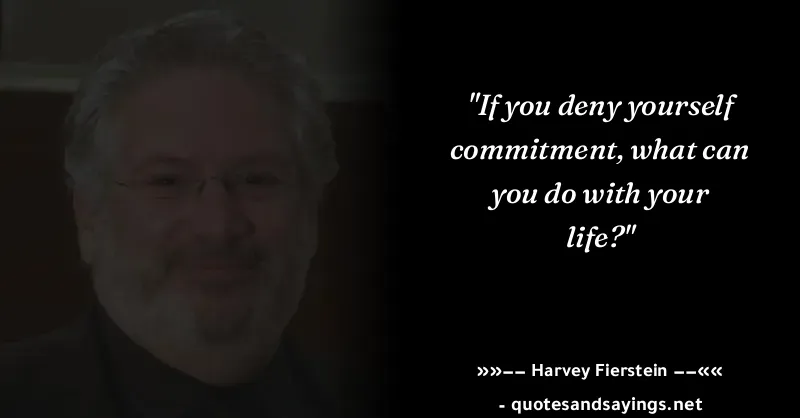 "If you deny yourself
commitment, what can
you do with your
life?"
»»−− Harvey Fierstein −−««
- quotesandsayings.net